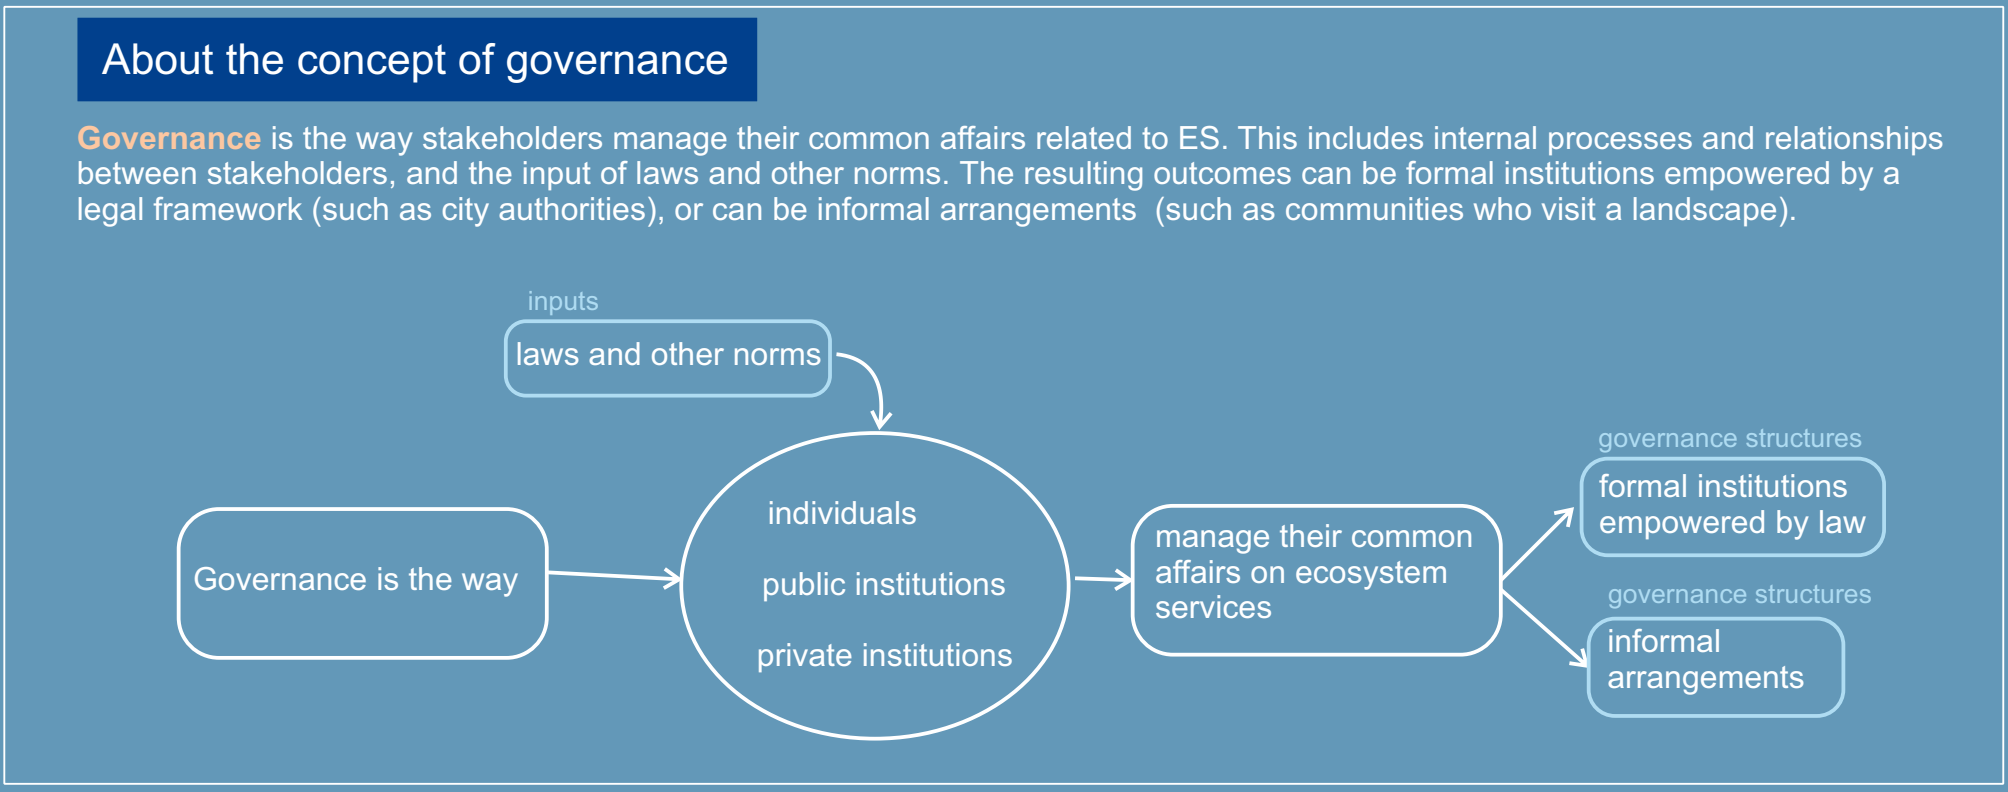 About the concept of governance
Governance is the way stakeholders manage their common affairs related to ES. This includes internal processes and relationships
between stakeholders, and the input of laws and other norms. The resulting outcomes can be formal institutions empowered by a
legal framework (such as city authorities), or can be informal arrangements (such as communities who visit a landscape).
inputs
laws and other norms
Governance is the way
individuals
public institutions
private institutions
manage their common
affairs on ecosystem
services
governance structures
formal institutions
empowered by law
governance structures
informal
arrangements